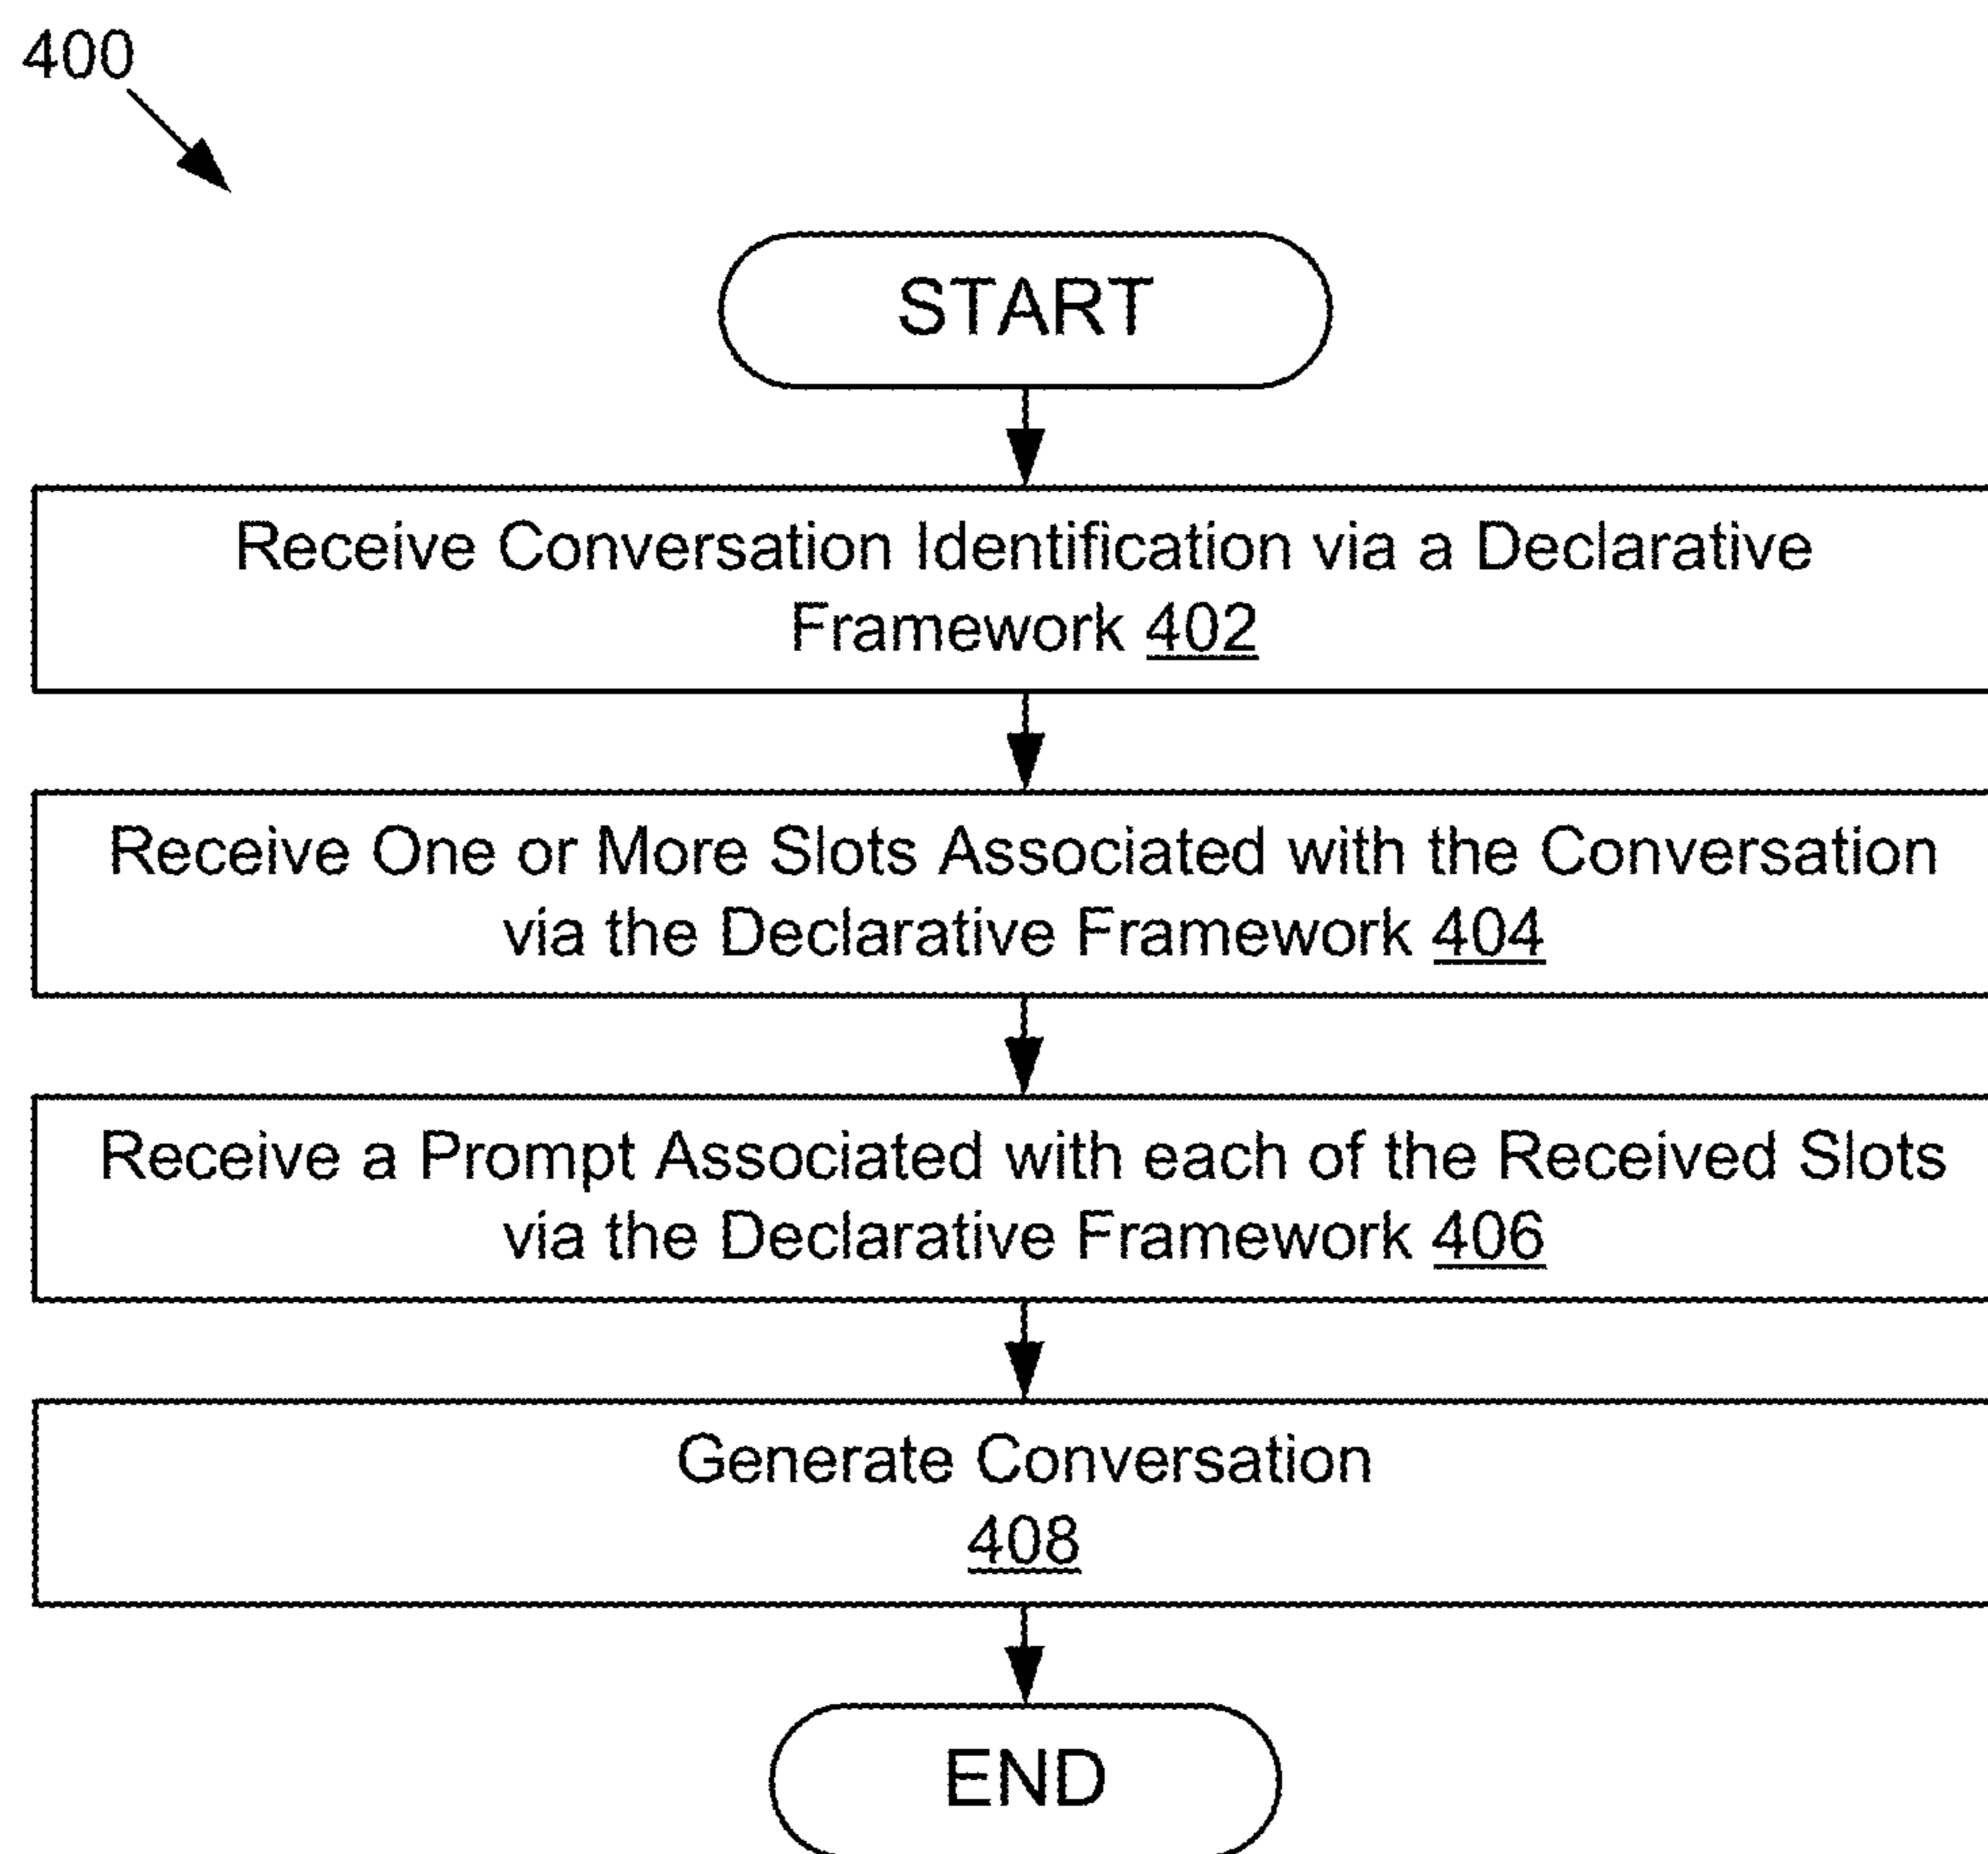 400
START
Receive Conversation Identification via a Declarative
Framework 402
Receive One or More Slots Associated with the Conversation
via the Declarative Framework 404
Receive a Prompt Associated with each of the Received Slots
via the Declarative Framework 406
Generate Conversation
408
END